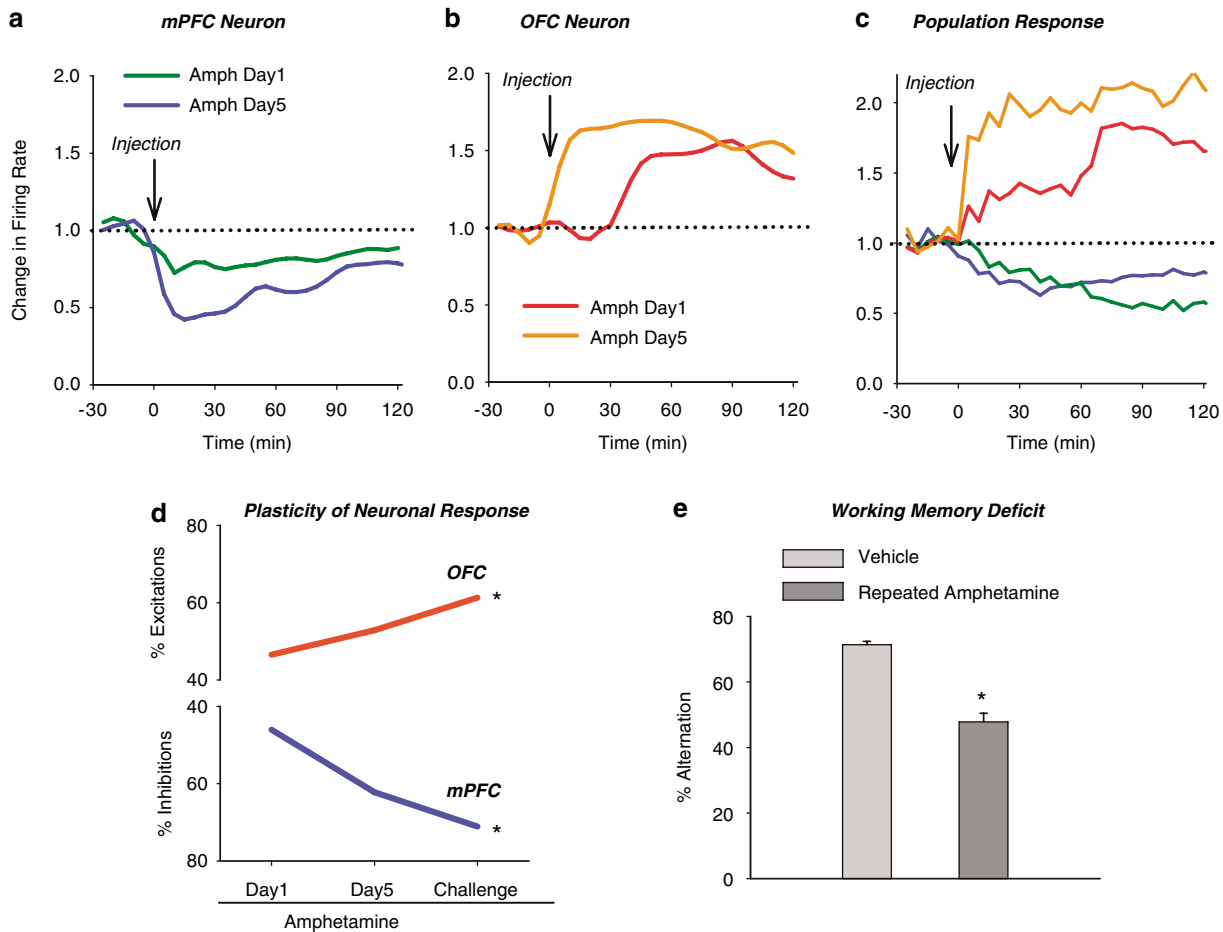 a
mPFC Neuron
Amph Day1
Amph Day5
Injection
Change in Firing Rate
2.0
1.5
1.0
0.5
0.0
-30 0 30 60 90 120
Time (min)
b
OFC Neuron
Injection
2.0
1.5
1.0
0.5
0.0
Amph Day1
Amph Day5
-30 0 30 60 90 120
Time (min)
c
Population Response
Injection
2.0
1.5
1.0
0.5
0.0
-30 0 30 60 90 120
Time (min)
d
Plasticity of Neuronal Response
% Excitations
80
60
40
OFC
*
% Inhibitions
40
60
80
mPFC
*
Day1 Day5 Challenge
Amphetamine
e
Working Memory Deficit
Vehicle
Repeated Amphetamine
% Alternation
80
60
40
20
0
*